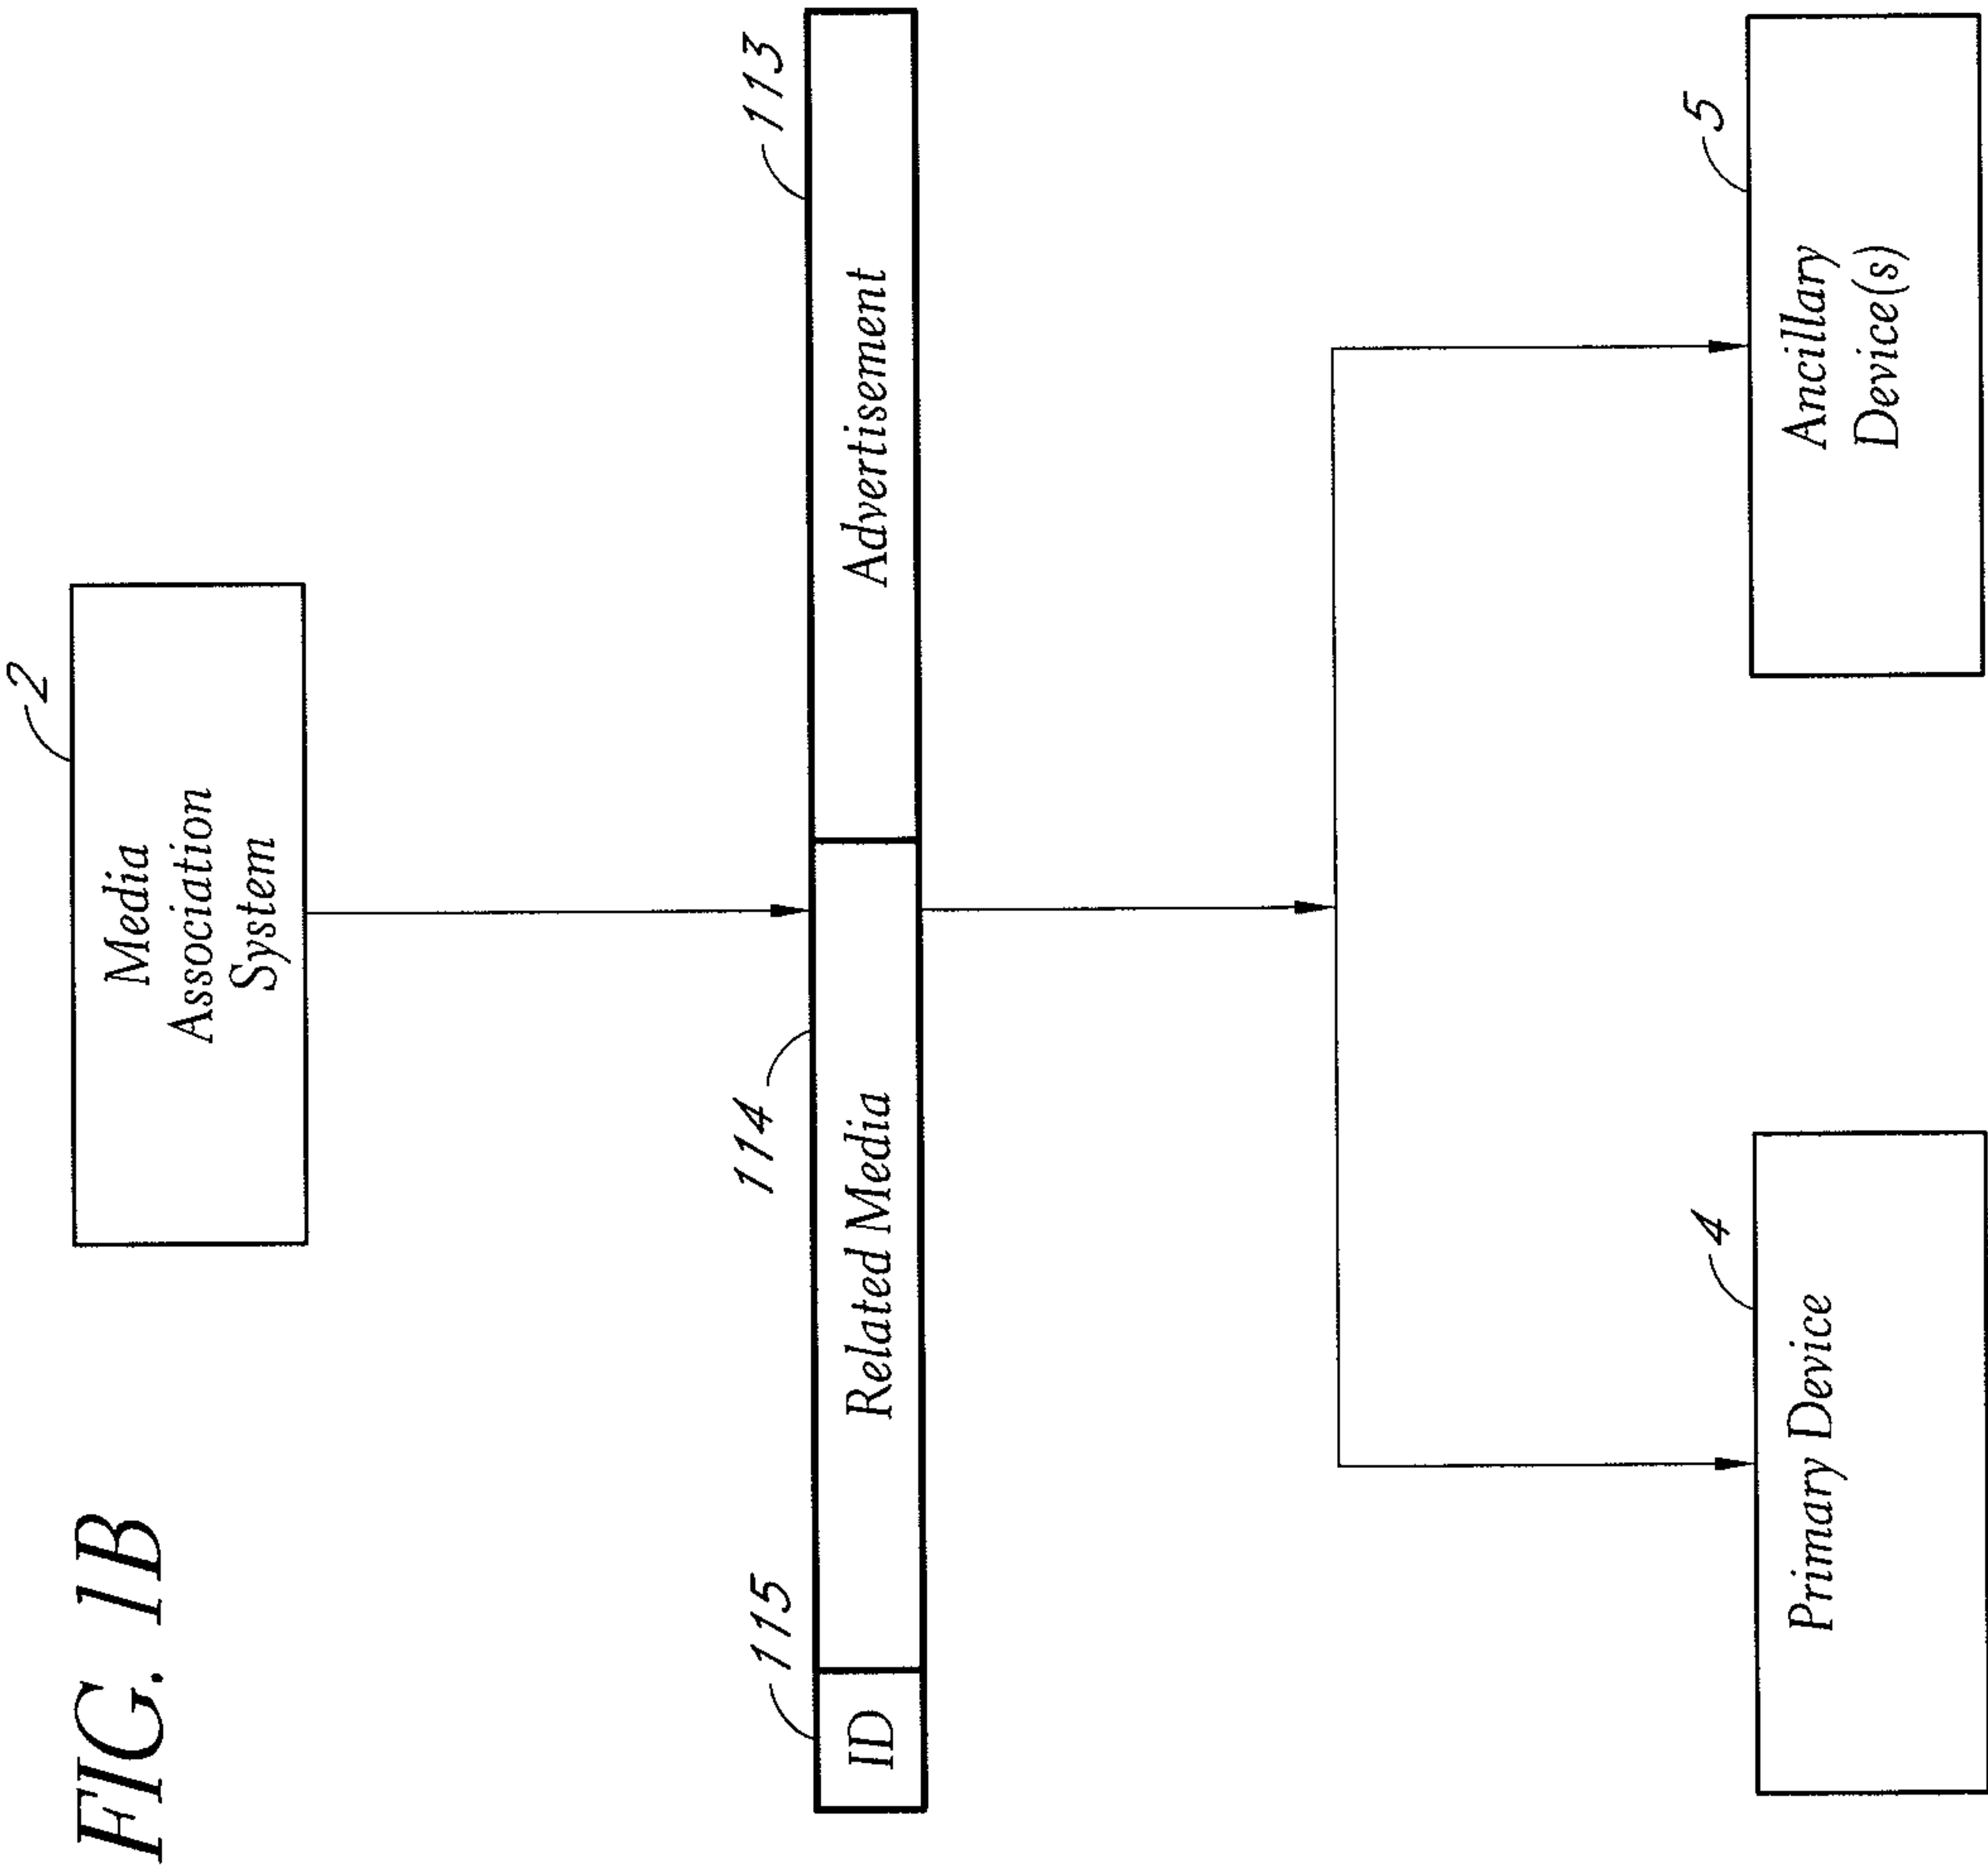 FIG. 1B
2
Media
Association
System
115
114
113
ID
Related Media
Advertisement
4
5
Primary Device
Ancillary
Device(s)